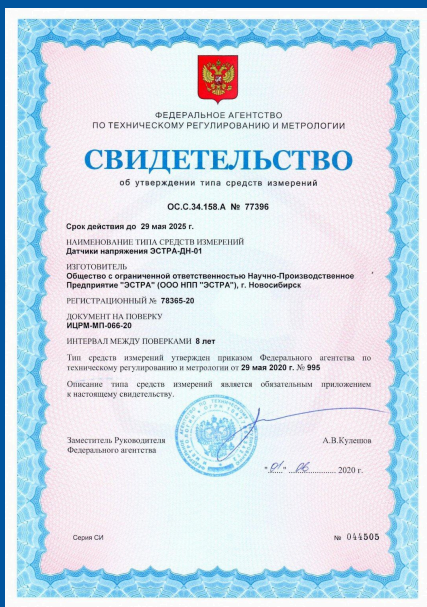 ФЕДЕРАЛЬНОЕ АГЕНТСТВО
ПО ТЕХНИЧЕСКОМУ РЕГУЛИРОВАНИЮ И МЕТРОЛОГИИ
СВИДЕТЕЛЬСТВО
об утверждении типа средств измерений
ОС.С.34.158.А № 77396
Срок действия до 29 мая 2025 г.
НАИМЕНОВАНИЕ ТИПА СРЕДСТВ ИЗМЕРЕНИЙ
Датчики напряжения ЭСТРА-ДН-01
ИЗГОТОВИТЕЛЬ
Общество с ограниченной ответственностью Научно-Производственное
Предприятие "ЭСТРА" (ООО НПП "ЭСТРА"), г. Новосибирск
РЕГИСТРАЦИОННЫЙ № 78365-20
ДОКУМЕНТ НА ПОВЕРКУ
ИЦРМ-МП-066-20
ИНТЕРВАЛ МЕЖДУ ПОВЕРКАМИ 8 лет
Тип средств измерений утвержден приказом Федерального агентства по
техническому регулированию и метрологии от 29 мая 2020 г. № 995
Описание типа средств измерений является обязательным приложением
к настоящему свидетельству.
Заместитель Руководителя
Федерального агентства
А.В.Кулешов
"01" 06 2020 г.
Серия СИ
№ 044505